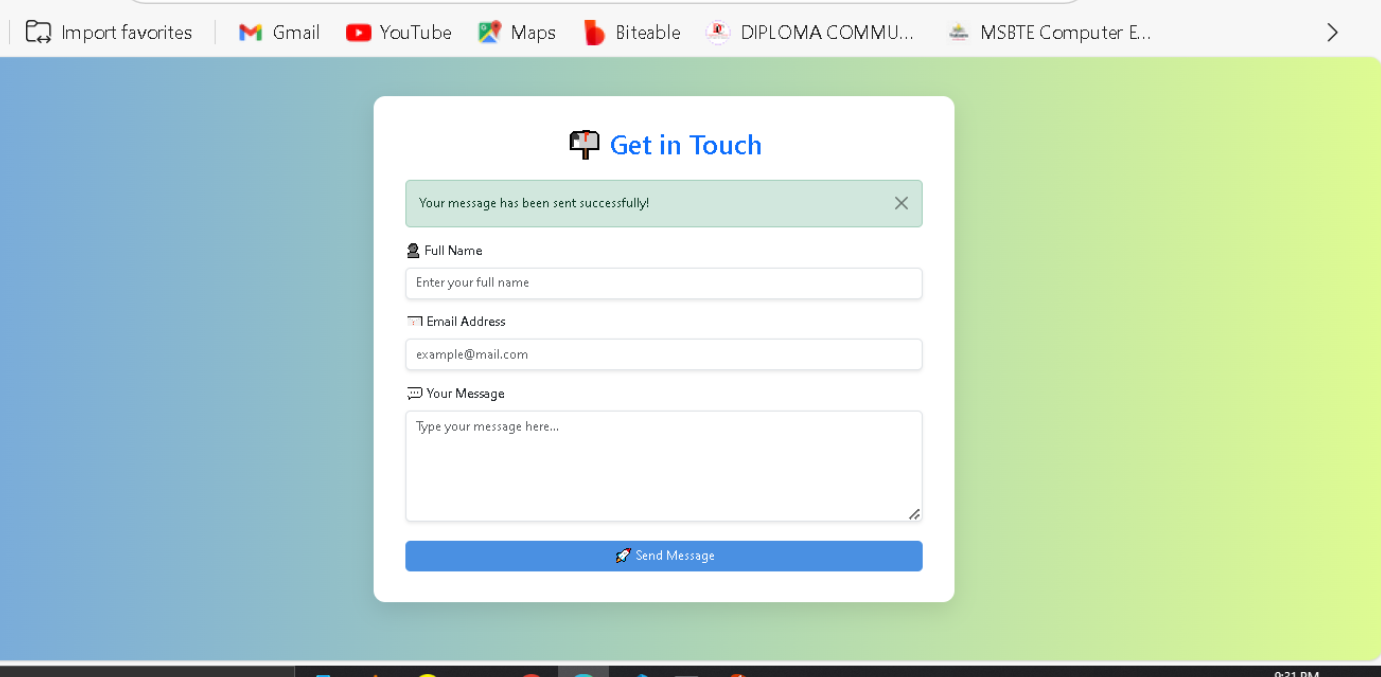 Import favorites Gmail YouTube Maps Biteable DIPLOMA COMMU... MSBTE Computer E...
Get in Touch
Your message has been sent successfully!
Full Name
Enter your full name
Email Address
example@mail.com
Your Message
Type your message here...
Send Message
9:31 PM